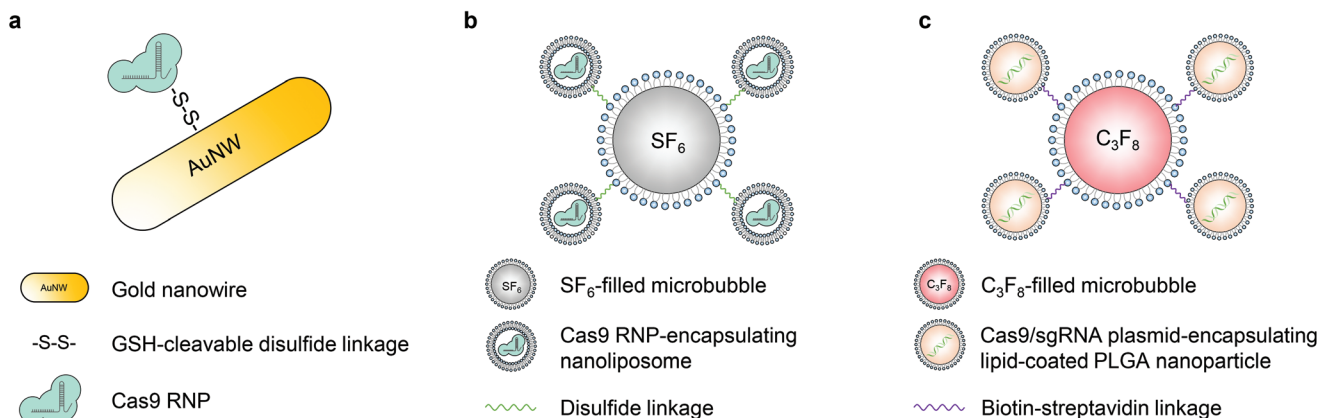 a
-S-S-
AuNW
AuNW
Gold nanowire
-S-S-
GSH-cleavable disulfide linkage
Cas9 RNP
b
SF₆
SF₆
SF₆-filled microbubble
Cas9 RNP-encapsulating
nanoliposome
Disulfide linkage
c
C₃F₈
C₃F₈
C₃F₈-filled microbubble
Cas9/sgRNA plasmid-encapsulating
lipid-coated PLGA nanoparticle
Biotin-streptavidin linkage